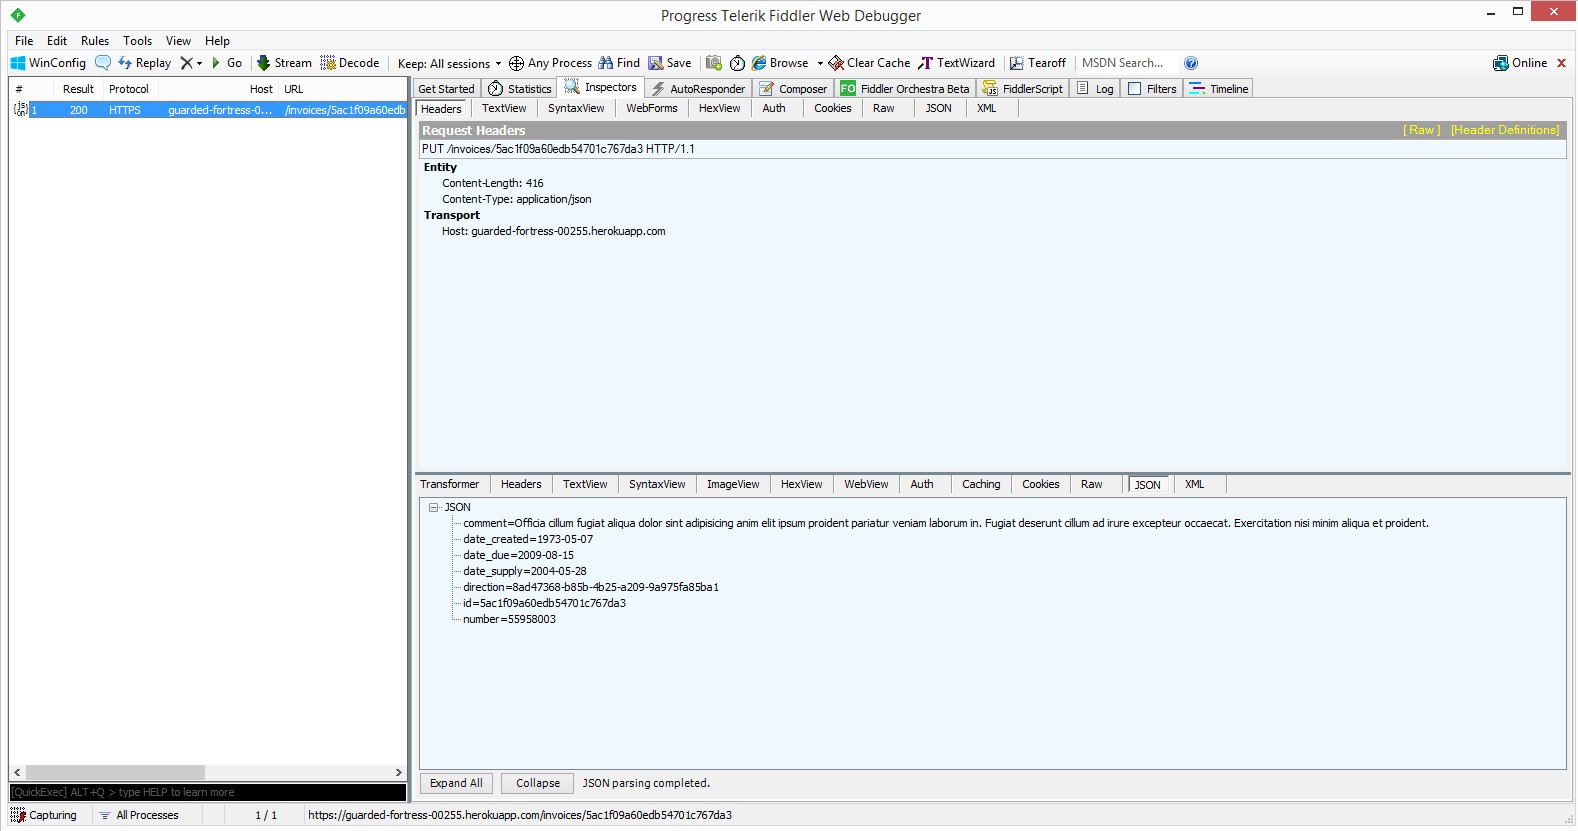 Progress Telerik Fiddler Web Debugger
File Edit Rules Tools View Help
WinConfig Replay Go Stream Decode Keep: All sessions Any Process Find Save Browse Clear Cache TextWizard Tearoff MSDN Search... Online
# Result Protocol Host URL
1 200 HTTPS guarded-fortress-0... /invoices/5ac1f09a60edb
Get Started Statistics Inspectors AutoResponder Composer FO Fiddler Orchestra Beta FiddlerScript Log Filters Timeline
Headers TextView SyntaxView WebForms HexView Auth Cookies Raw JSON XML
Request Headers [ Raw ] [Header Definitions]
PUT /invoices/5ac1f09a60edb54701c767da3 HTTP/1.1
Entity
Content-Length: 416
Content-Type: application/json
Transport
Host: guarded-fortress-00255.herokuapp.com
Transformer Headers TextView SyntaxView ImageView HexView WebView Auth Caching Cookies Raw JSON XML
JSON
comment=Officia cillum fugiat aliqua dolor sint adipisicing anim elit ipsum proident pariatur veniam laborum in. Fugiat deserunt cillum ad irure excepteur occaecat. Exercitation nisi minim aliqua et proident.
date_created=1973-05-07
date_due=2009-08-15
date_supply=2004-05-28
direction=8ad47368-b85b-4b25-a209-9a975fa85ba1
id=5ac1f09a60edb54701c767da3
number=55958003
Expand All Collapse JSON parsing completed.
[QuickExec] ALT+Q > type HELP to learn more
Capturing All Processes 1 / 1 https://guarded-fortress-00255.herokuapp.com/invoices/5ac1f09a60edb54701c767da3